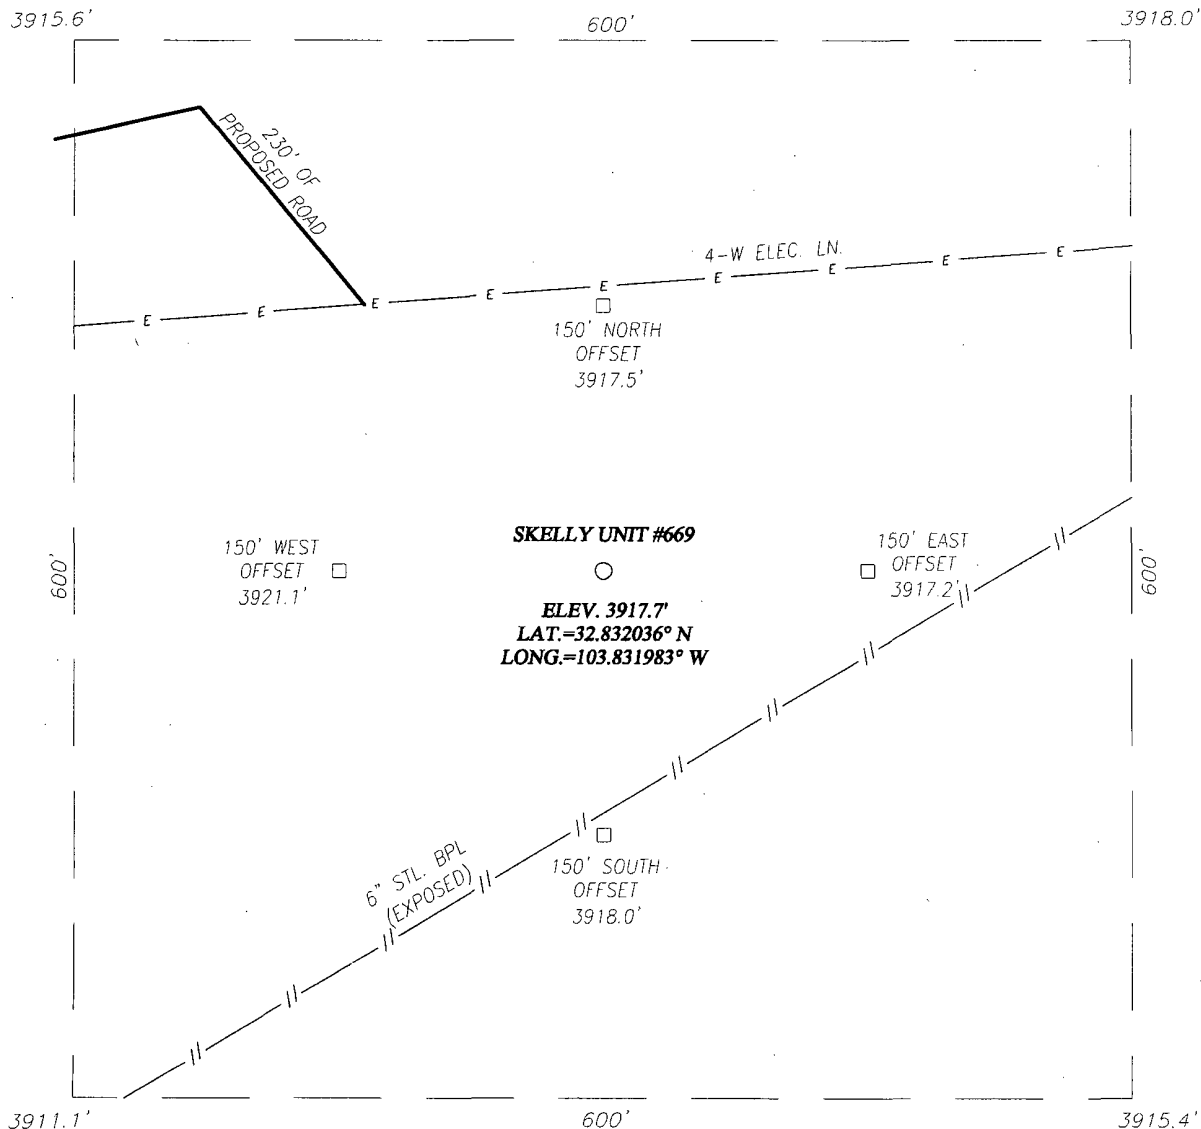 3915.6'
600'
3918.0'
230' OF
PROPOSED ROAD
4-W ELEC. LN.
E E E E E E E E E
150' NORTH
OFFSET
3917.5'
600'
150' WEST
OFFSET
3921.1'
SKELLY UNIT #669
ELEV. 3917.7'
LAT.=32.832036° N
LONG.=103.831983° W
150' EAST
OFFSET
3917.2'
600'
6" STL. BPL
(EXPOSED)
150' SOUTH
OFFSET
3918.0'
3911.1'
600'
3915.4'